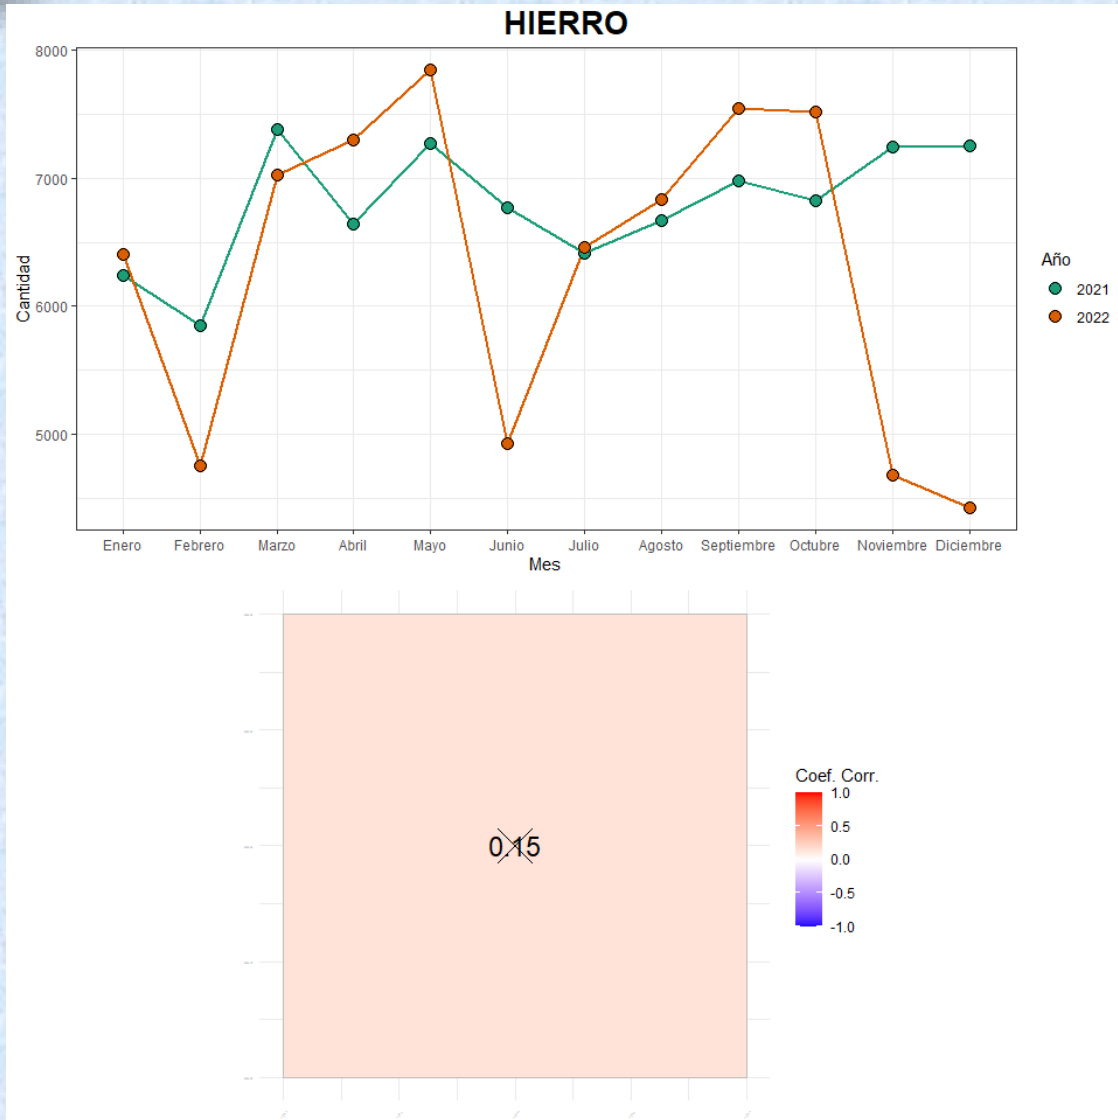 HIERRO
8000
7000
6000
5000
Cantidad
Enero Febrero Marzo Abril Mayo Junio Julio Agosto Septiembre Octubre Noviembre Diciembre
Mes
Año
2021
2022
0.15
Coef. Corr.
1.0
0.5
0.0
-0.5
-1.0